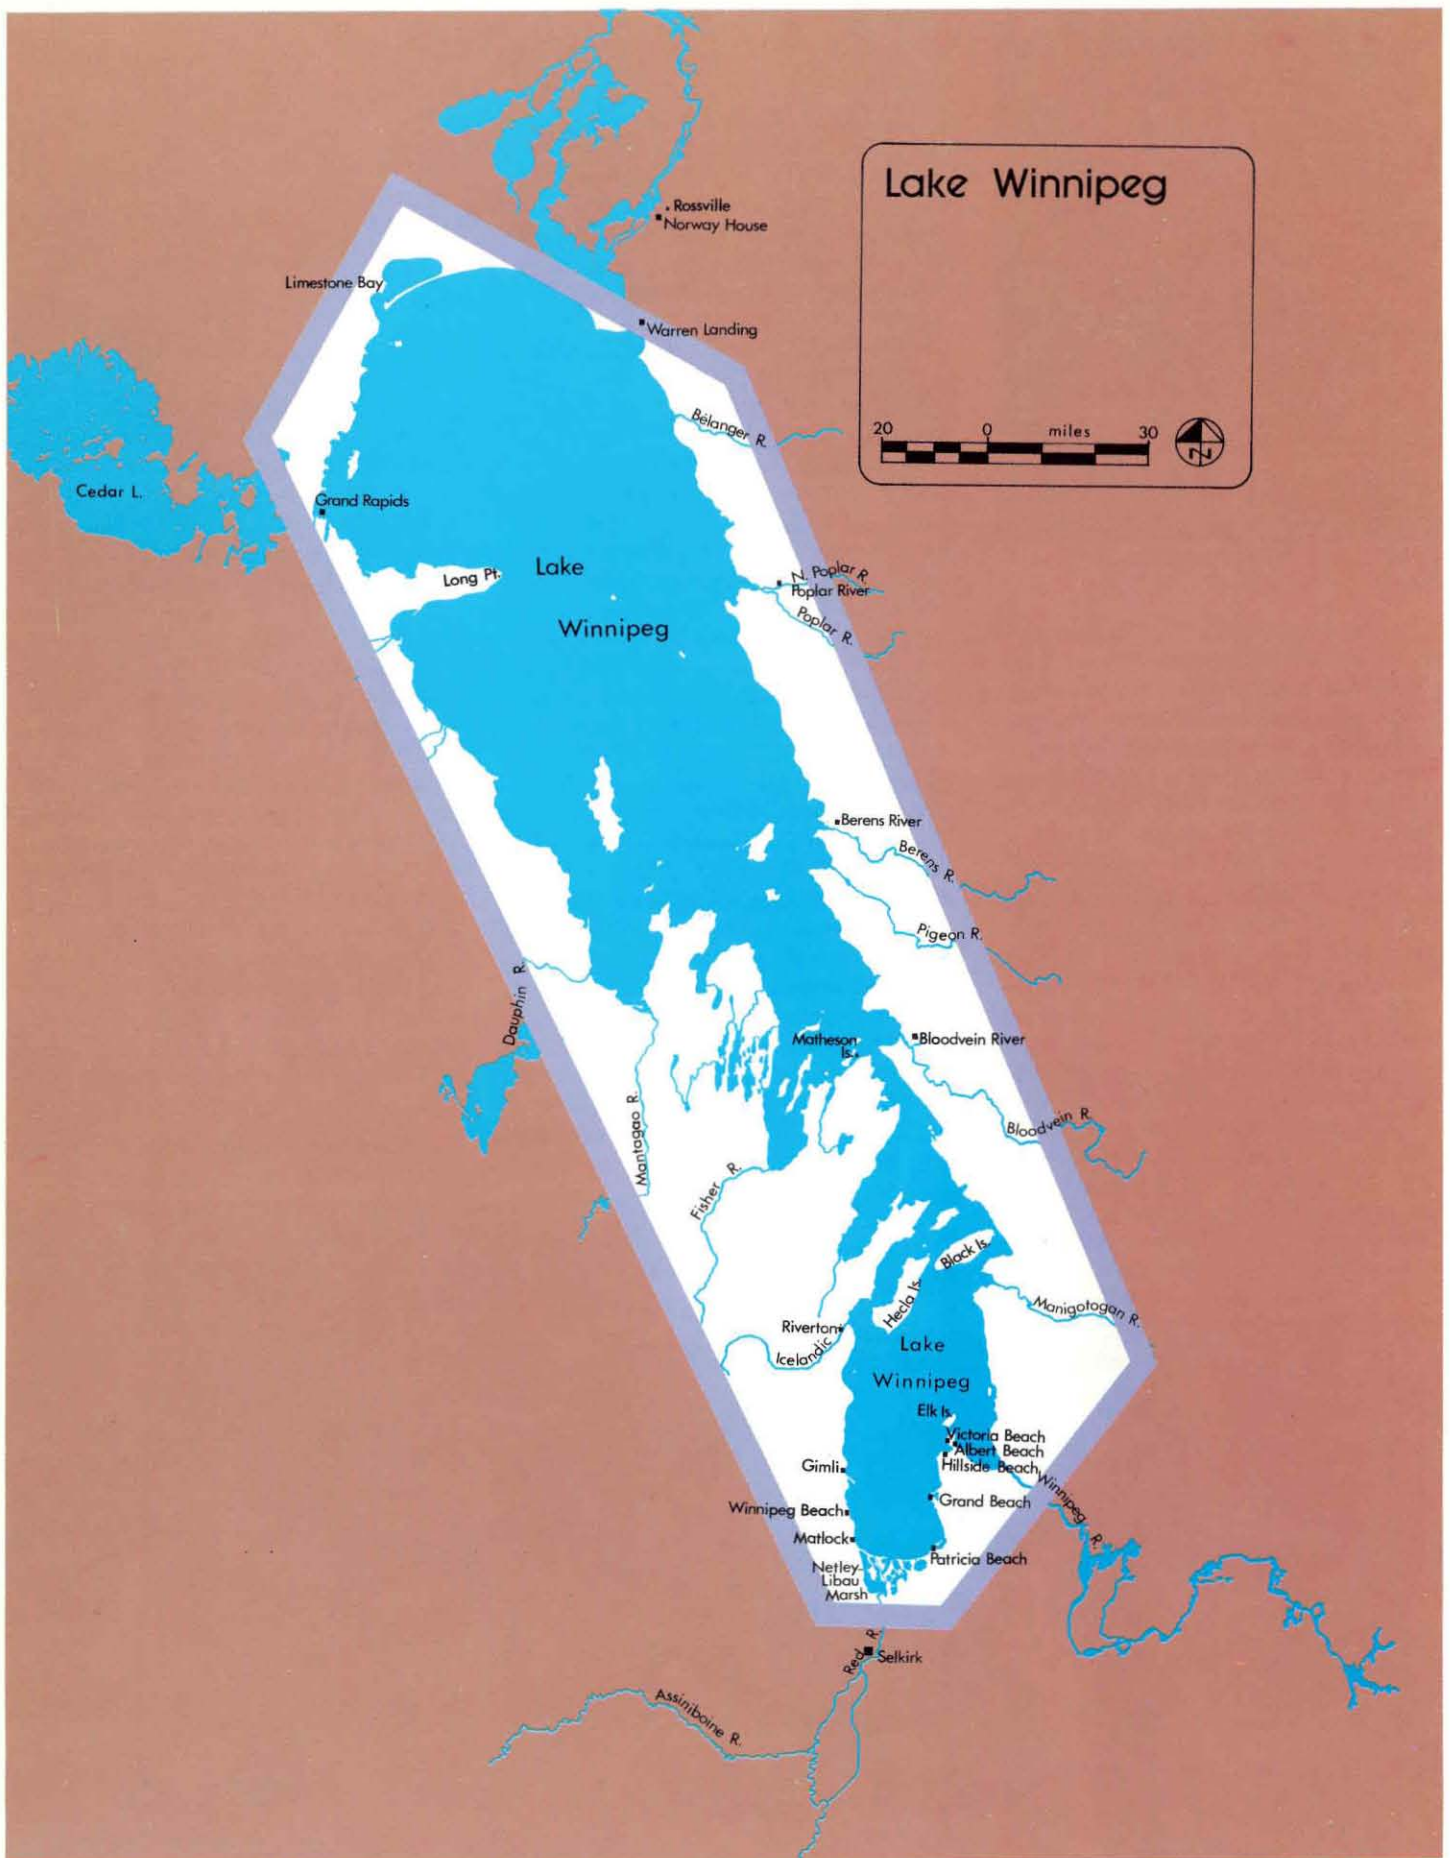 Lake Winnipeg
20 0 miles 30
N
Rossville
Norway House
Limestone Bay
Warren Landing
Bélanger R.
Cedar L.
Grand Rapids
Long Pt.
Lake
Winnipeg
N. Poplar R.
Poplar River
Poplar R.
Berens River
Berens R.
Pigeon R.
Dauphin R.
Matheson
Is.
Bloodvein River
Bloodvein R.
Mantagao R.
Fisher R.
Black Is.
Hecla Is.
Manigotogan R.
Riverton
Icelandic
Lake
Winnipeg
Elk Is.
Victoria Beach
Albert Beach
Hillside Beach
Gimli
Winnipeg R.
Grand Beach
Winnipeg Beach
Matlock
Patricia Beach
Netley-
Libau
Marsh
Red R.
Selkirk
Assiniboine R.